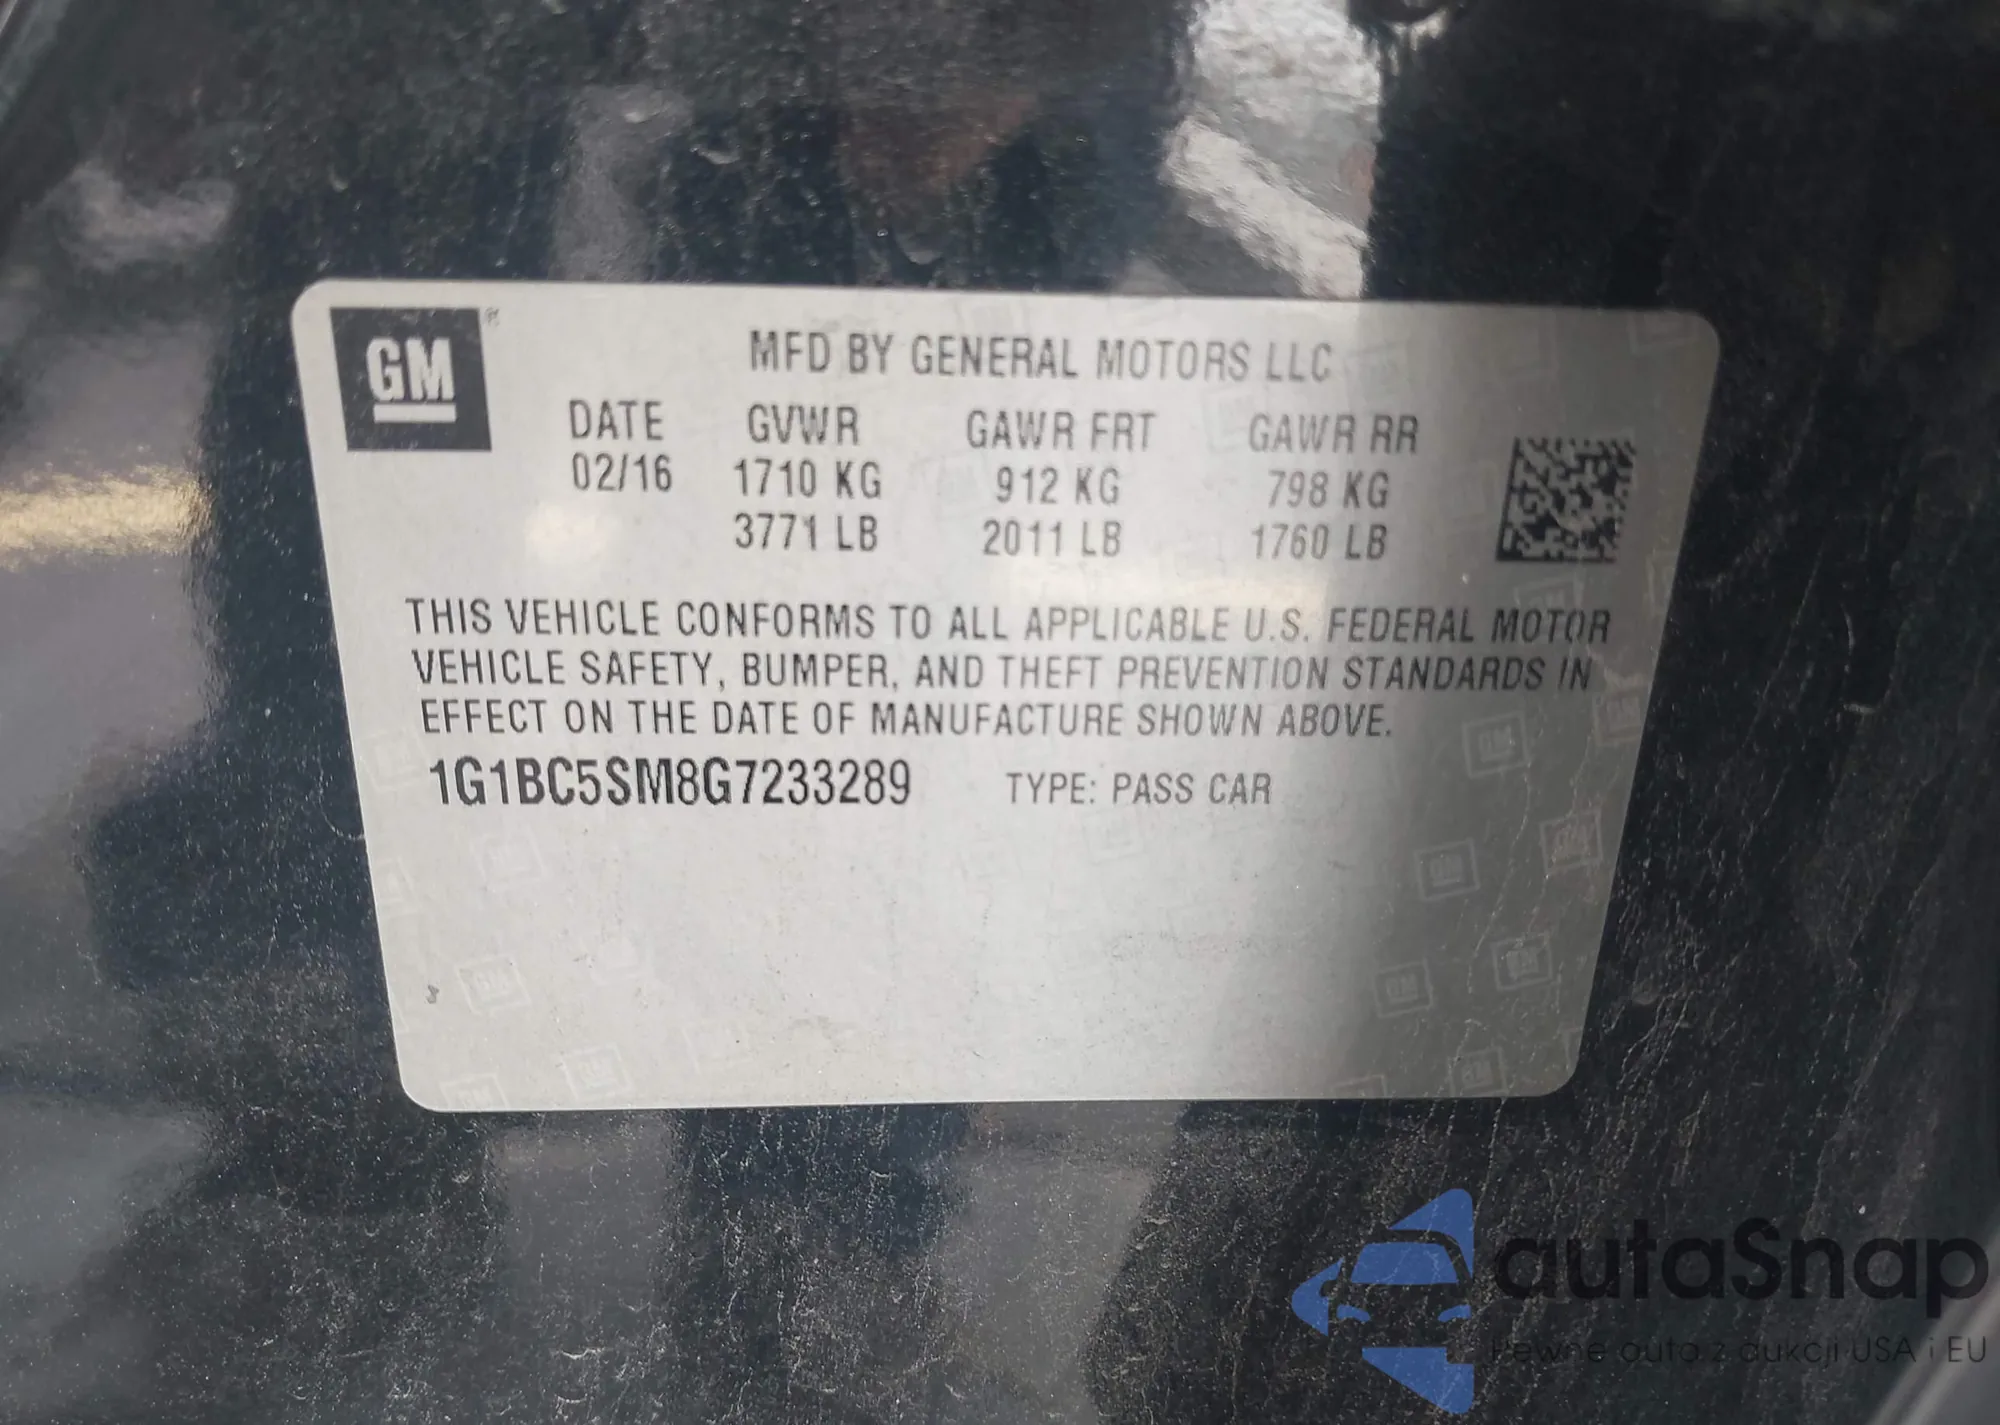 GM ®
MFD BY GENERAL MOTORS LLC
DATE GVWR GAWR FRT GAWR RR
02/16 1710 KG 912 KG 798 KG
3771 LB 2011 LB 1760 LB
THIS VEHICLE CONFORMS TO ALL APPLICABLE U.S. FEDERAL MOTOR
VEHICLE SAFETY, BUMPER, AND THEFT PREVENTION STANDARDS IN
EFFECT ON THE DATE OF MANUFACTURE SHOWN ABOVE.
1G1BC5SM8G7233289 TYPE: PASS CAR
autaSnap
Pewne auto z aukcji USA i EU